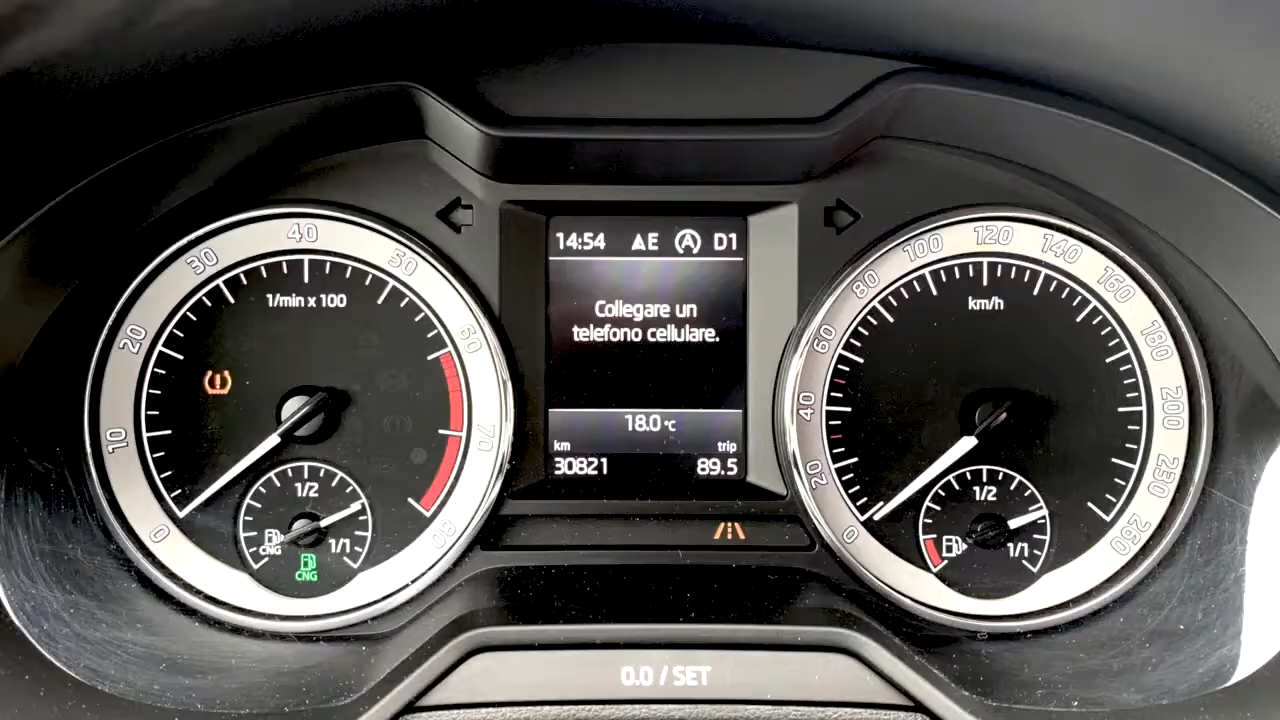 14:54 E A D1
Collegare un
telefono cellulare.
18.0 °C
km trip
30821 89.5
0 10 20 30 40 50 60 70 80
1/min x 100
1/2
CNG 1/1
CNG
0 20 40 60 80 100 120 140 160 180 200 230 260
km/h
1/2
1/1
0.0 / SET